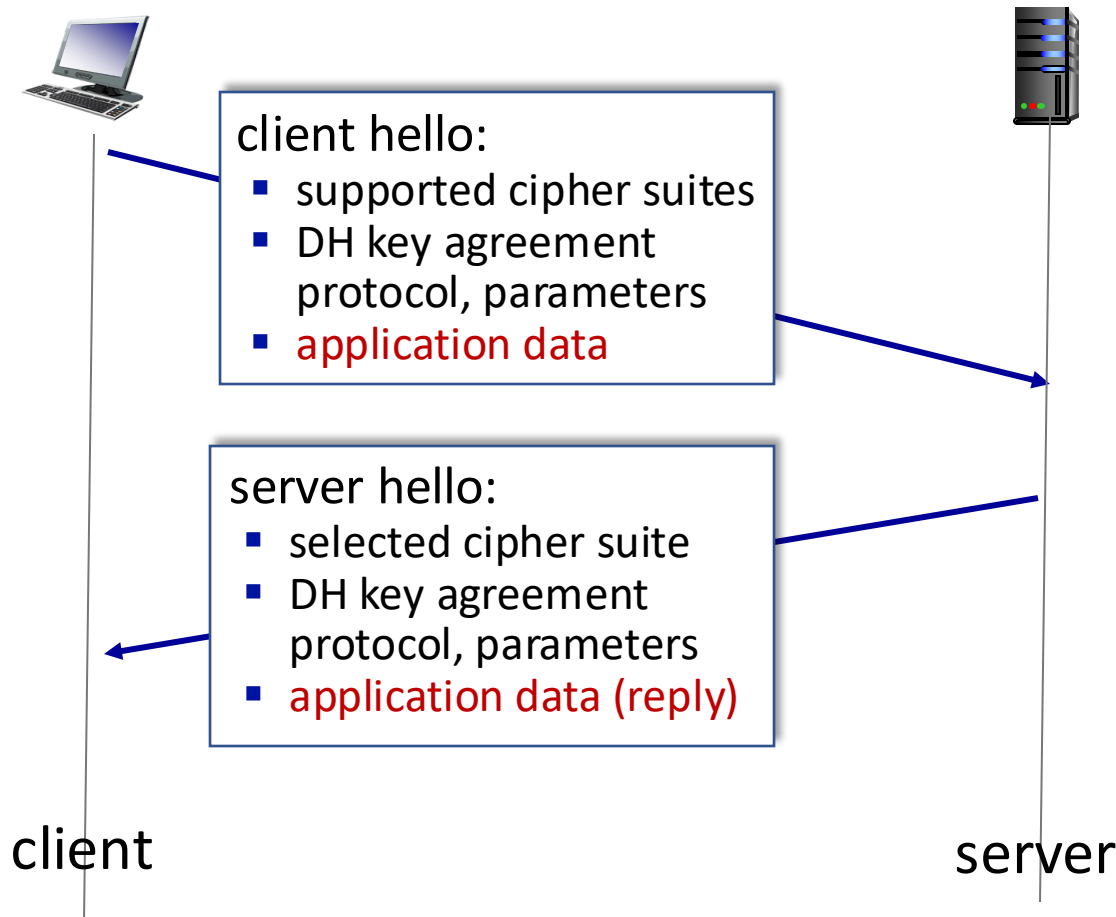 client hello:
▪ supported cipher suites
▪ DH key agreement
protocol, parameters
▪ application data
server hello:
▪ selected cipher suite
▪ DH key agreement
protocol, parameters
▪ application data (reply)
client
server